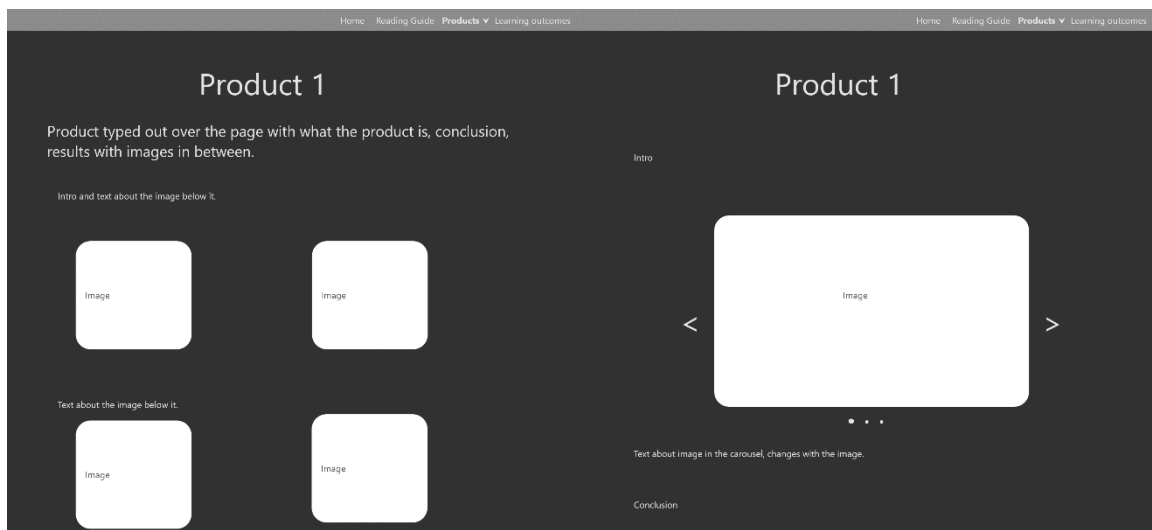 Home Reading Guide Products Learning outcomes
Product 1
Product typed out over the page with what the product is, conclusion,
results with images in between.
Intro and text about the image below it.
Image Image
Text about the image below it.
Image Image
Home Reading Guide Products Learning outcomes
Product 1
Intro
Image
< >
Text about image in the carousel, changes with the image.
Conclusion